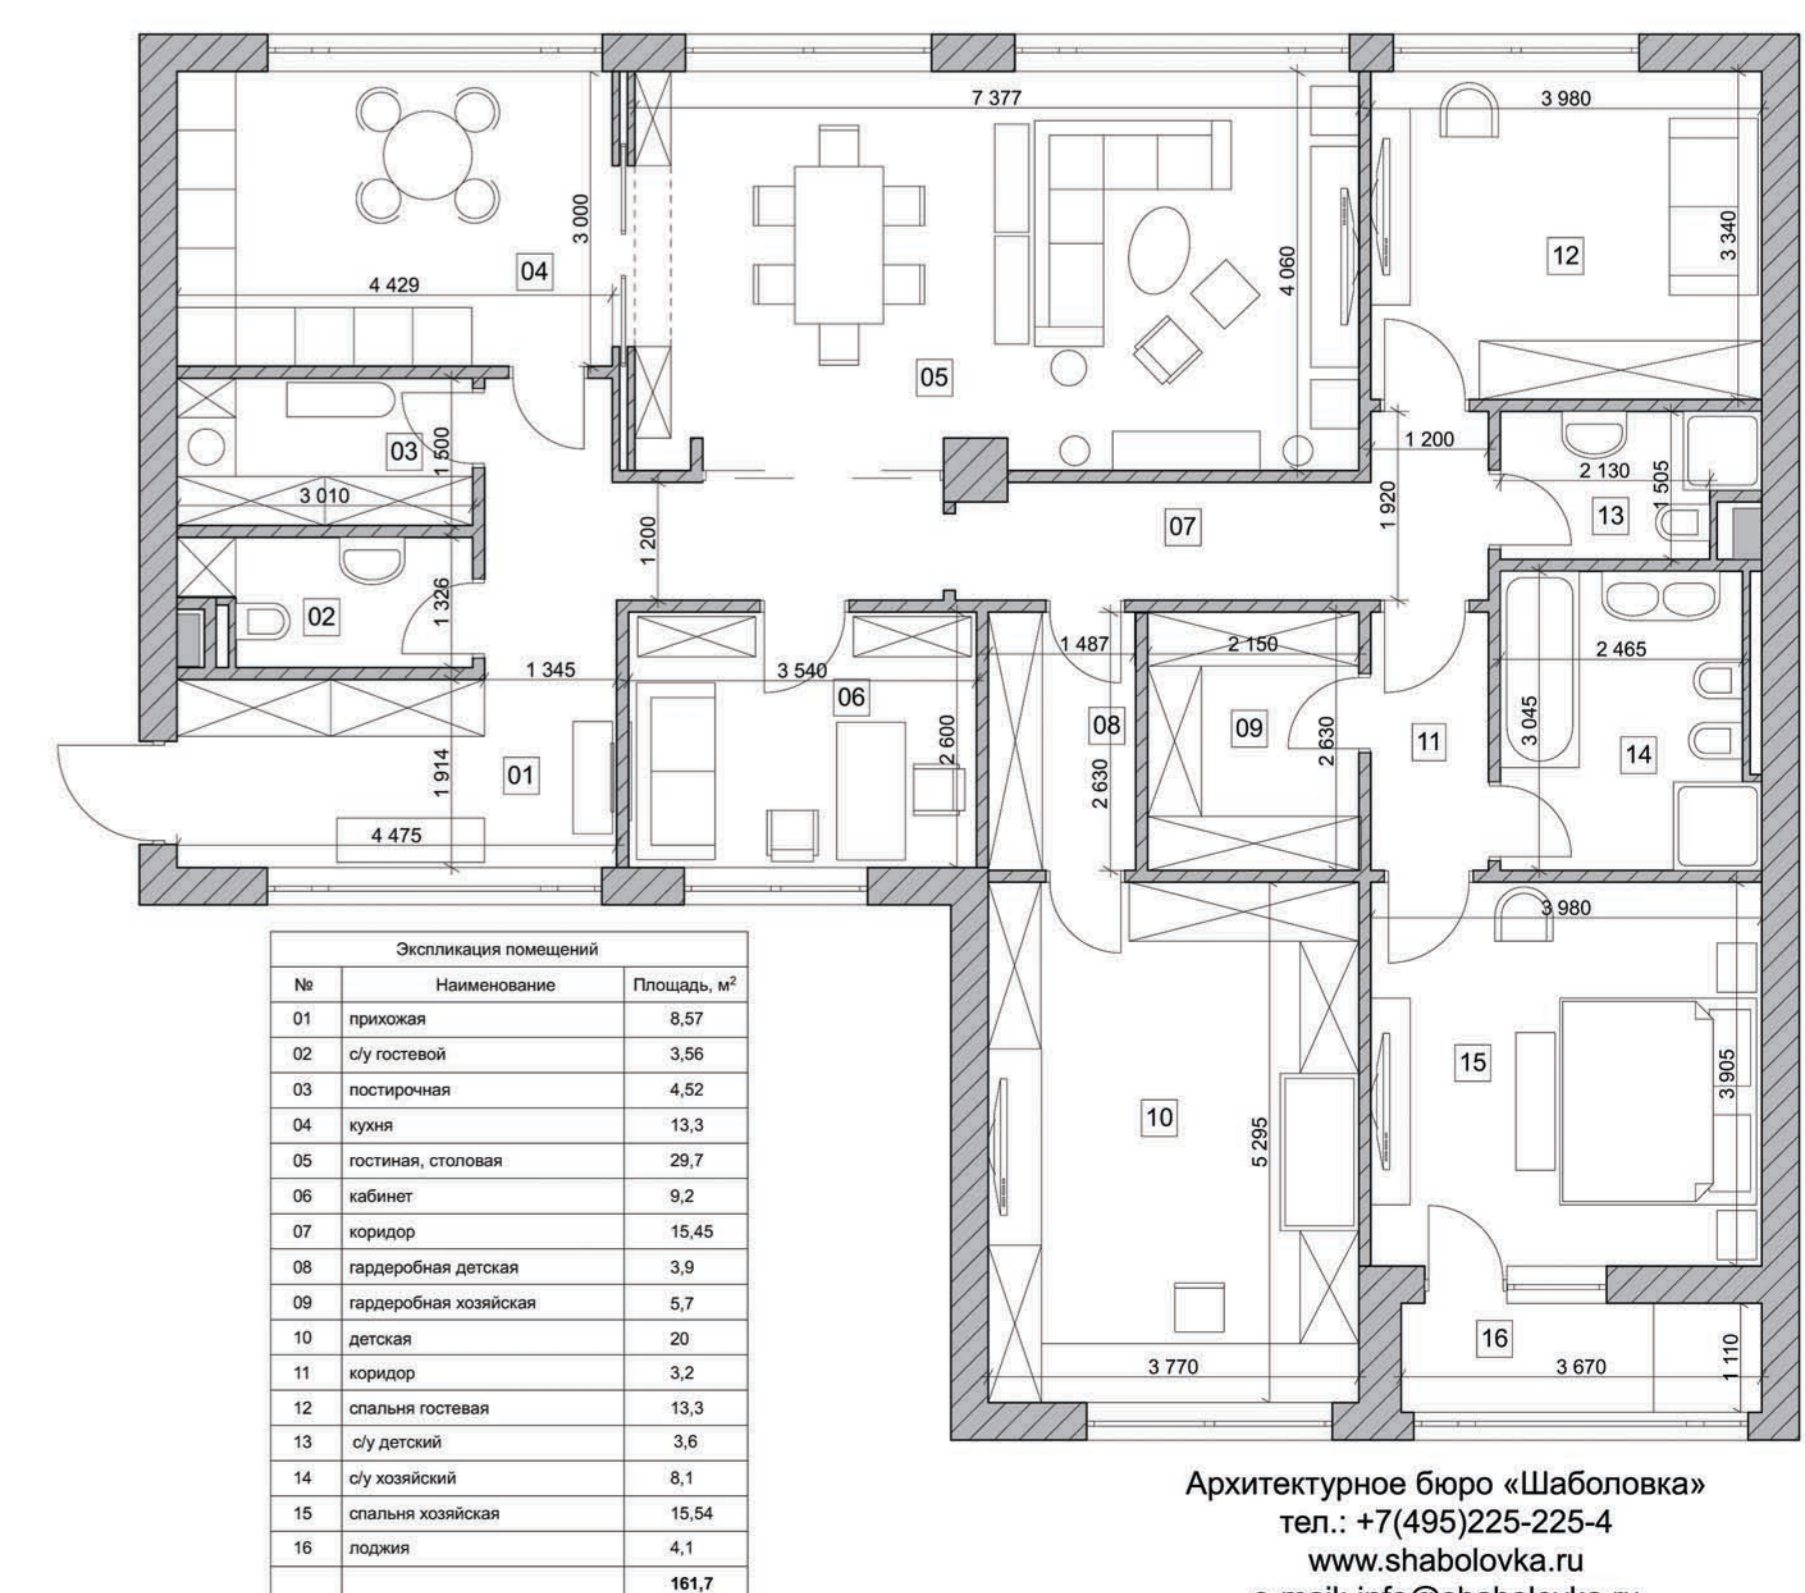 7 377
3 980
3 000
4 060
3 340
04
12
4 429
05
03
1 500
1 200
2 130
1 505
3 010
1 920
13
1 200
07
02
1 326
1 345
3 540
06
1 487
2 150
2 465
08
09
11
14
2 600
2 630
2 630
3 045
01
1 914
4 475
3 980
Экспликация помещений
№ Наименование Площадь, м²
01 прихожая 8,57
02 с/у гостевой 3,56
03 постирочная 4,52
04 кухня 13,3
05 гостиная, столовая 29,7
06 кабинет 9,2
07 коридор 15,45
08 гардеробная детская 3,9
09 гардеробная хозяйская 5,7
10 детская 20
11 коридор 3,2
12 спальня гостевая 13,3
13 с/у детский 3,6
14 с/у хозяйский 8,1
15 спальня хозяйская 15,54
16 лоджия 4,1
161,7
15
3 905
10
5 295
16
3 770
3 670
1 110
Архитектурное бюро «Шаболовка»
тел.: +7(495)225-225-4
www.shabolovka.ru